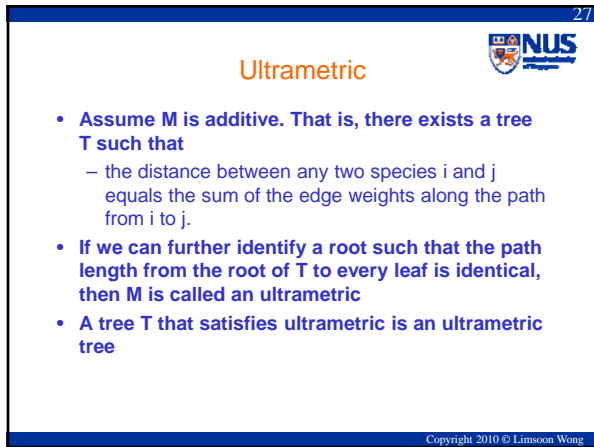 27
NUS
Ultrametric
• Assume M is additive. That is, there exists a tree
T such that
– the distance between any two species i and j
equals the sum of the edge weights along the path
from i to j.
• If we can further identify a root such that the path
length from the root of T to every leaf is identical,
then M is called an ultrametric
• A tree T that satisfies ultrametric is an ultrametric
tree
Copyright 2010 © Limsoon Wong